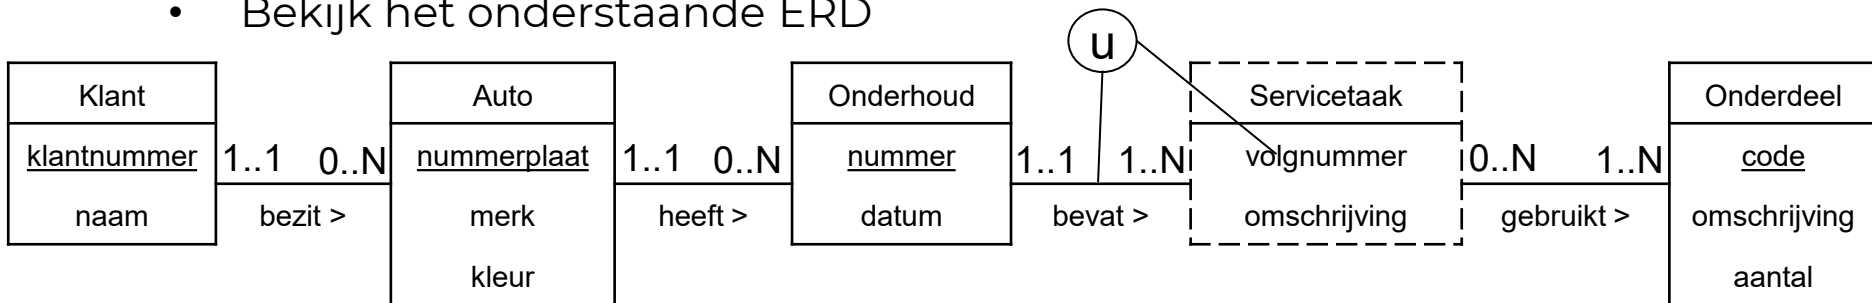 • Bekijk het onderstaande ERD
u
Klant
klantnummer
naam
1..1 0..N
bezit >
Auto
nummerplaat
merk
kleur
1..1 0..N
heeft >
Onderhoud
nummer
datum
1..1 1..N
bevat >
Servicetaak
volgnummer
omschrijving
0..N 1..N
gebruikt >
Onderdeel
code
omschrijving
aantal